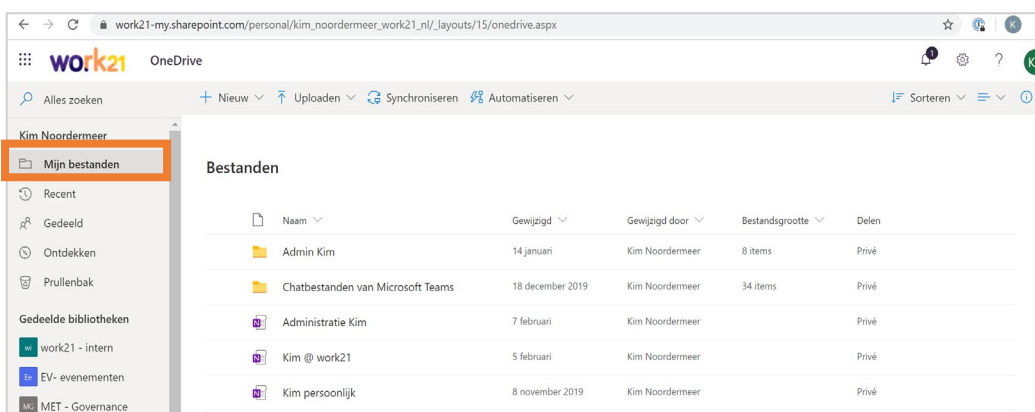 work21-my.sharepoint.com/personal/kim_noordermeer_work21_nl/_layouts/15/onedrive.aspx
K
work21 OneDrive 1 ? K
Alles zoeken + Nieuw Uploaden Synchroniseren Automatiseren Sorteren
Kim Noordermeer
Mijn bestanden
Recent
Gedeeld
Ontdekken
Prullenbak
Gedeelde bibliotheken
wi work21 - intern
Ee EV- evenementen
MG MET - Governance
Bestanden
Naam Gewijzigd Gewijzigd door Bestandsgrootte Delen
Admin Kim 14 januari Kim Noordermeer 8 items Privé
Chatbestanden van Microsoft Teams 18 december 2019 Kim Noordermeer 34 items Privé
N Administratie Kim 7 februari Kim Noordermeer Privé
N Kim @ work21 5 februari Kim Noordermeer Privé
N Kim persoonlijk 8 november 2019 Kim Noordermeer Privé